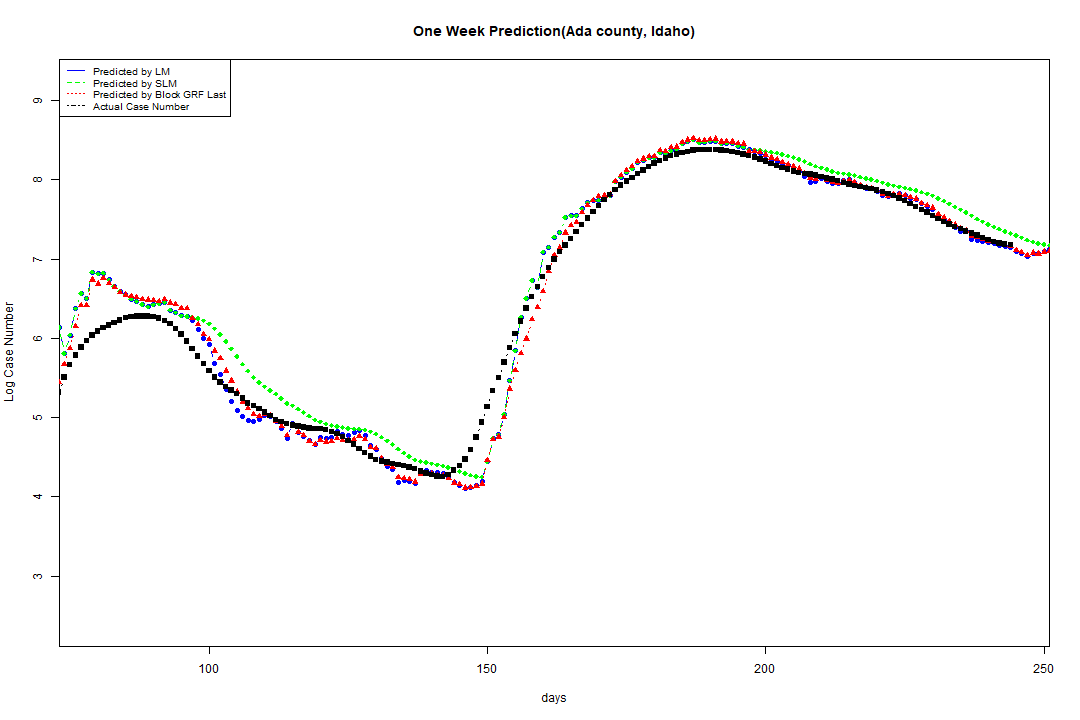 One Week Prediction(Ada county, Idaho)
Predicted by LM
Predicted by SLM
Predicted by Block GRF Last
Actual Case Number
Log Case Number
9
8
7
6
5
4
3
100 150 200 250
days